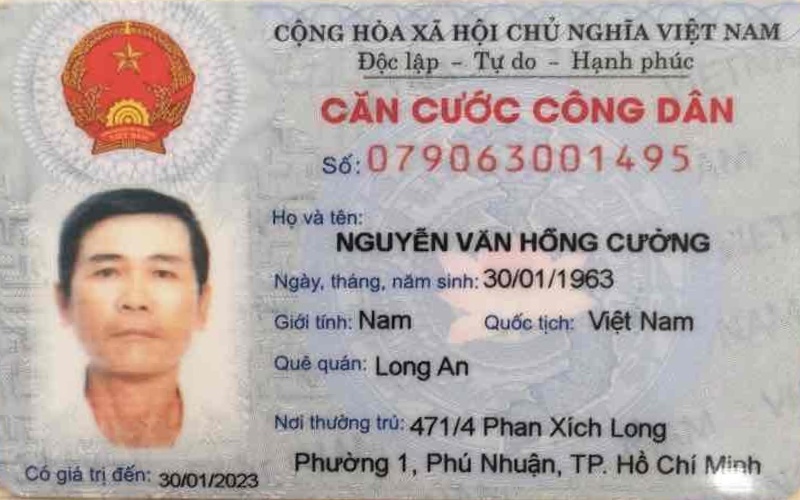 CỘNG HÒA XÃ HỘI CHỦ NGHĨA VIỆT NAM
Độc lập - Tự do - Hạnh phúc
CĂN CƯỚC CÔNG DÂN
Số: 079063001495
Họ và tên:
NGUYỄN VĂN HỒNG CƯỜNG
Ngày, tháng, năm sinh: 30/01/1963
Giới tính: Nam Quốc tịch: Việt Nam
Quê quán: Long An
Nơi thường trú: 471/4 Phan Xích Long
Phường 1, Phú Nhuận, TP. Hồ Chí Minh
Có giá trị đến: 30/01/2023